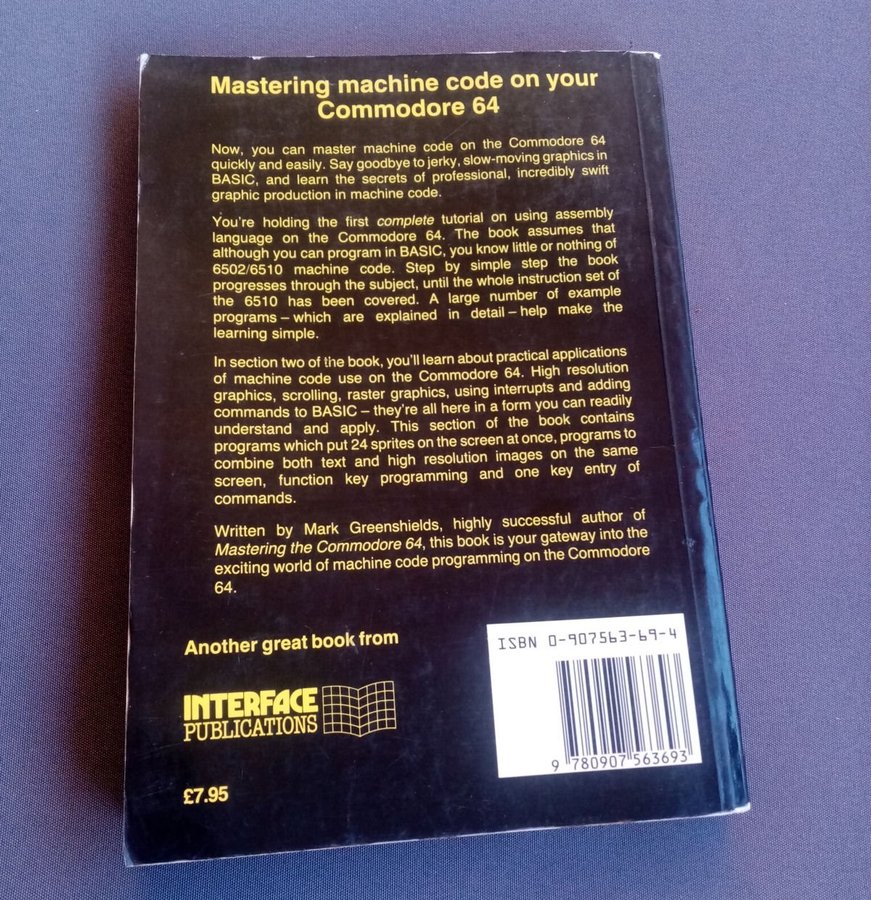 Mastering machine code on your
Commodore 64
Now, you can master machine code on the Commodore 64
quickly and easily. Say goodbye to jerky, slow-moving graphics in
BASIC, and learn the secrets of professional, incredibly swift
graphic production in machine code.
You're holding the first complete tutorial on using assembly
language on the Commodore 64. The book assumes that
although you can program in BASIC, you know little or nothing of
6502/6510 machine code. Step by simple step the book
progresses through the subject, until the whole instruction set of
the 6510 has been covered. A large number of example
programs – which are explained in detail – help make the
learning simple.
In section two of the book, you'll learn about practical applications
of machine code use on the Commodore 64. High resolution
graphics, scrolling, raster graphics, using interrupts and adding
commands to BASIC – they're all here in a form you can readily
understand and apply. This section of the book contains
programs which put 24 sprites on the screen at once, programs to
combine both text and high resolution images on the same
screen, function key programming and one key entry of
commands.
Written by Mark Greenshields, highly successful author of
Mastering the Commodore 64, this book is your gateway into the
exciting world of machine code programming on the Commodore
64.
Another great book from
INTERFACE
PUBLICATIONS
£7.95
ISBN 0-907563-69-4
9 780907 563693